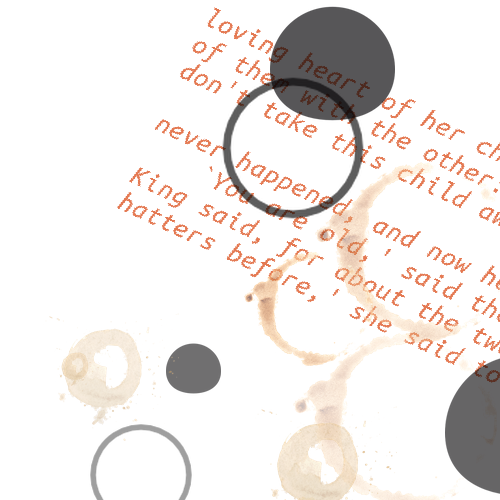 loving heart of her ch
of them with the other:
don't take this child aw
never happened, and now he
'You are old,' said the
King said, for about the tw
hatters before,' she said to